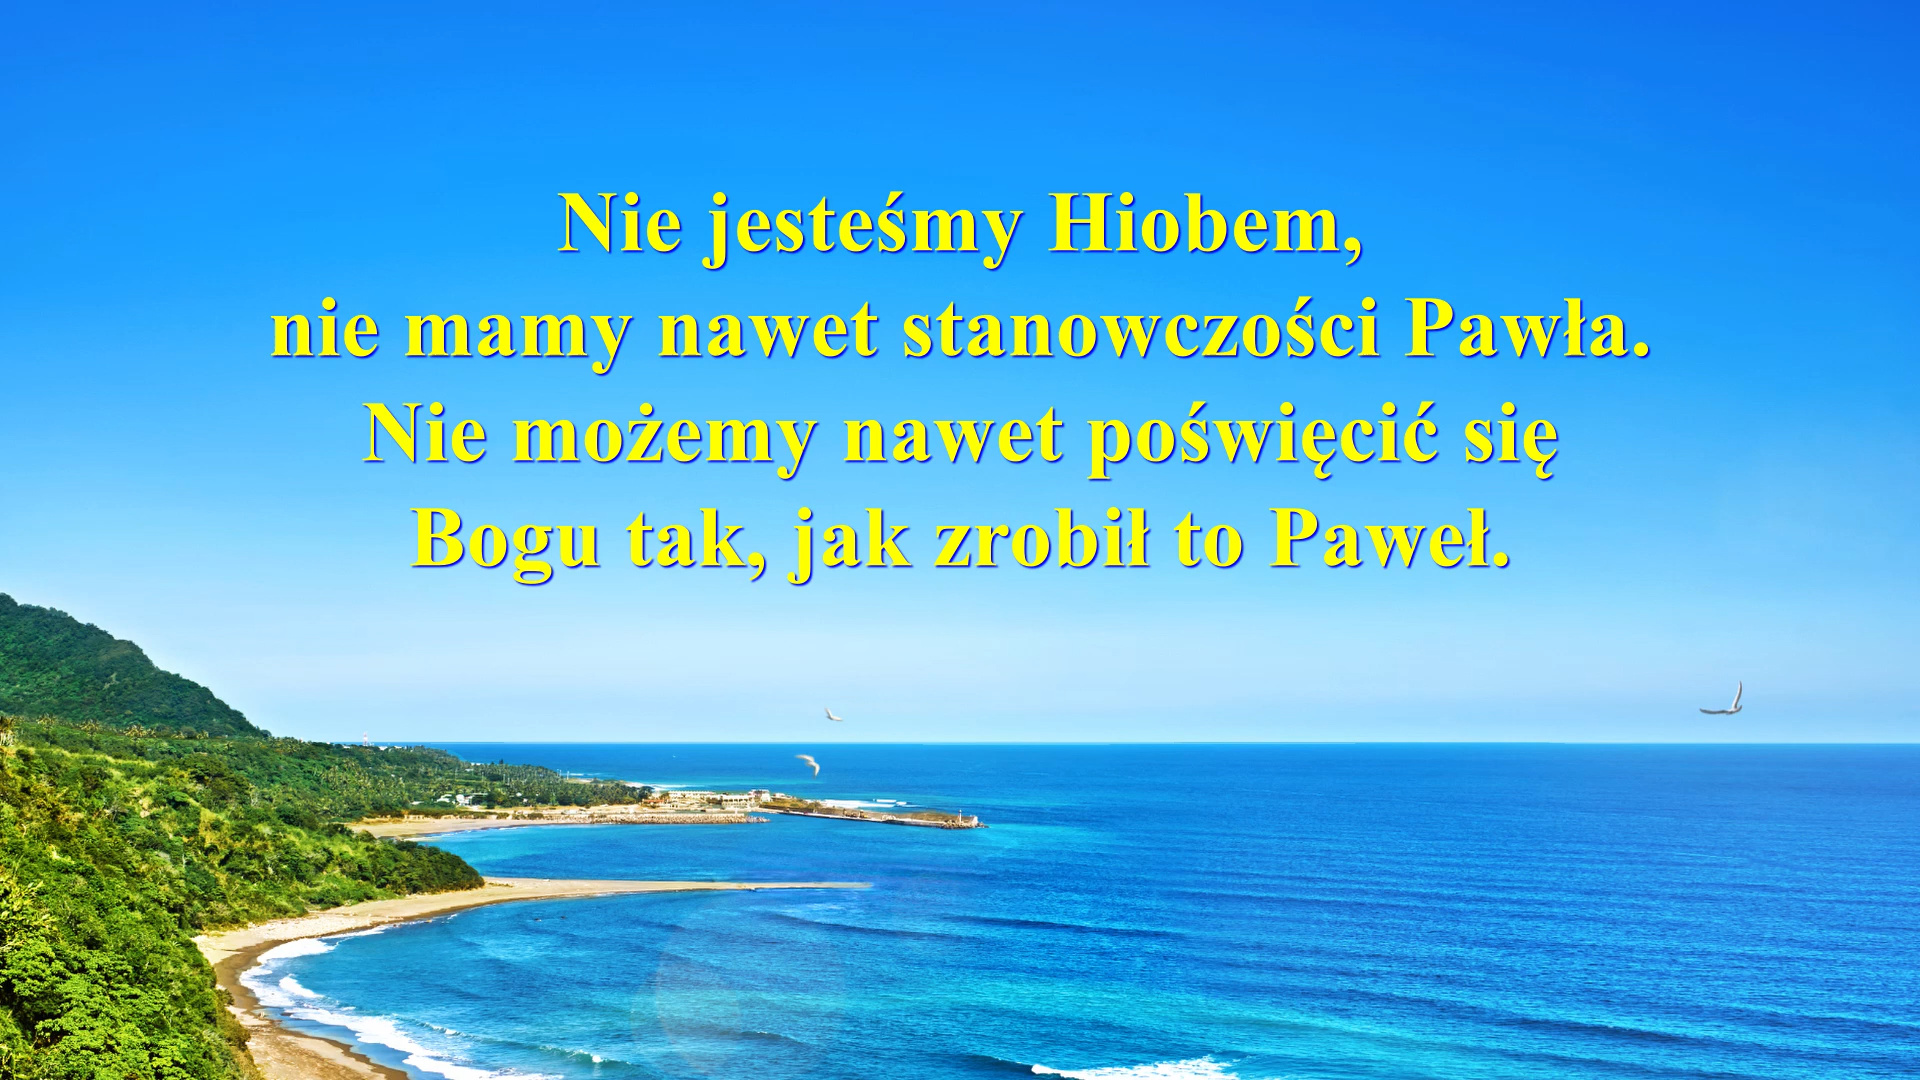 Nie jesteśmy Hiobem,
nie mamy nawet stanowczości Pawła.
Nie możemy nawet poświęcić się
Bogu tak, jak zrobił to Paweł.